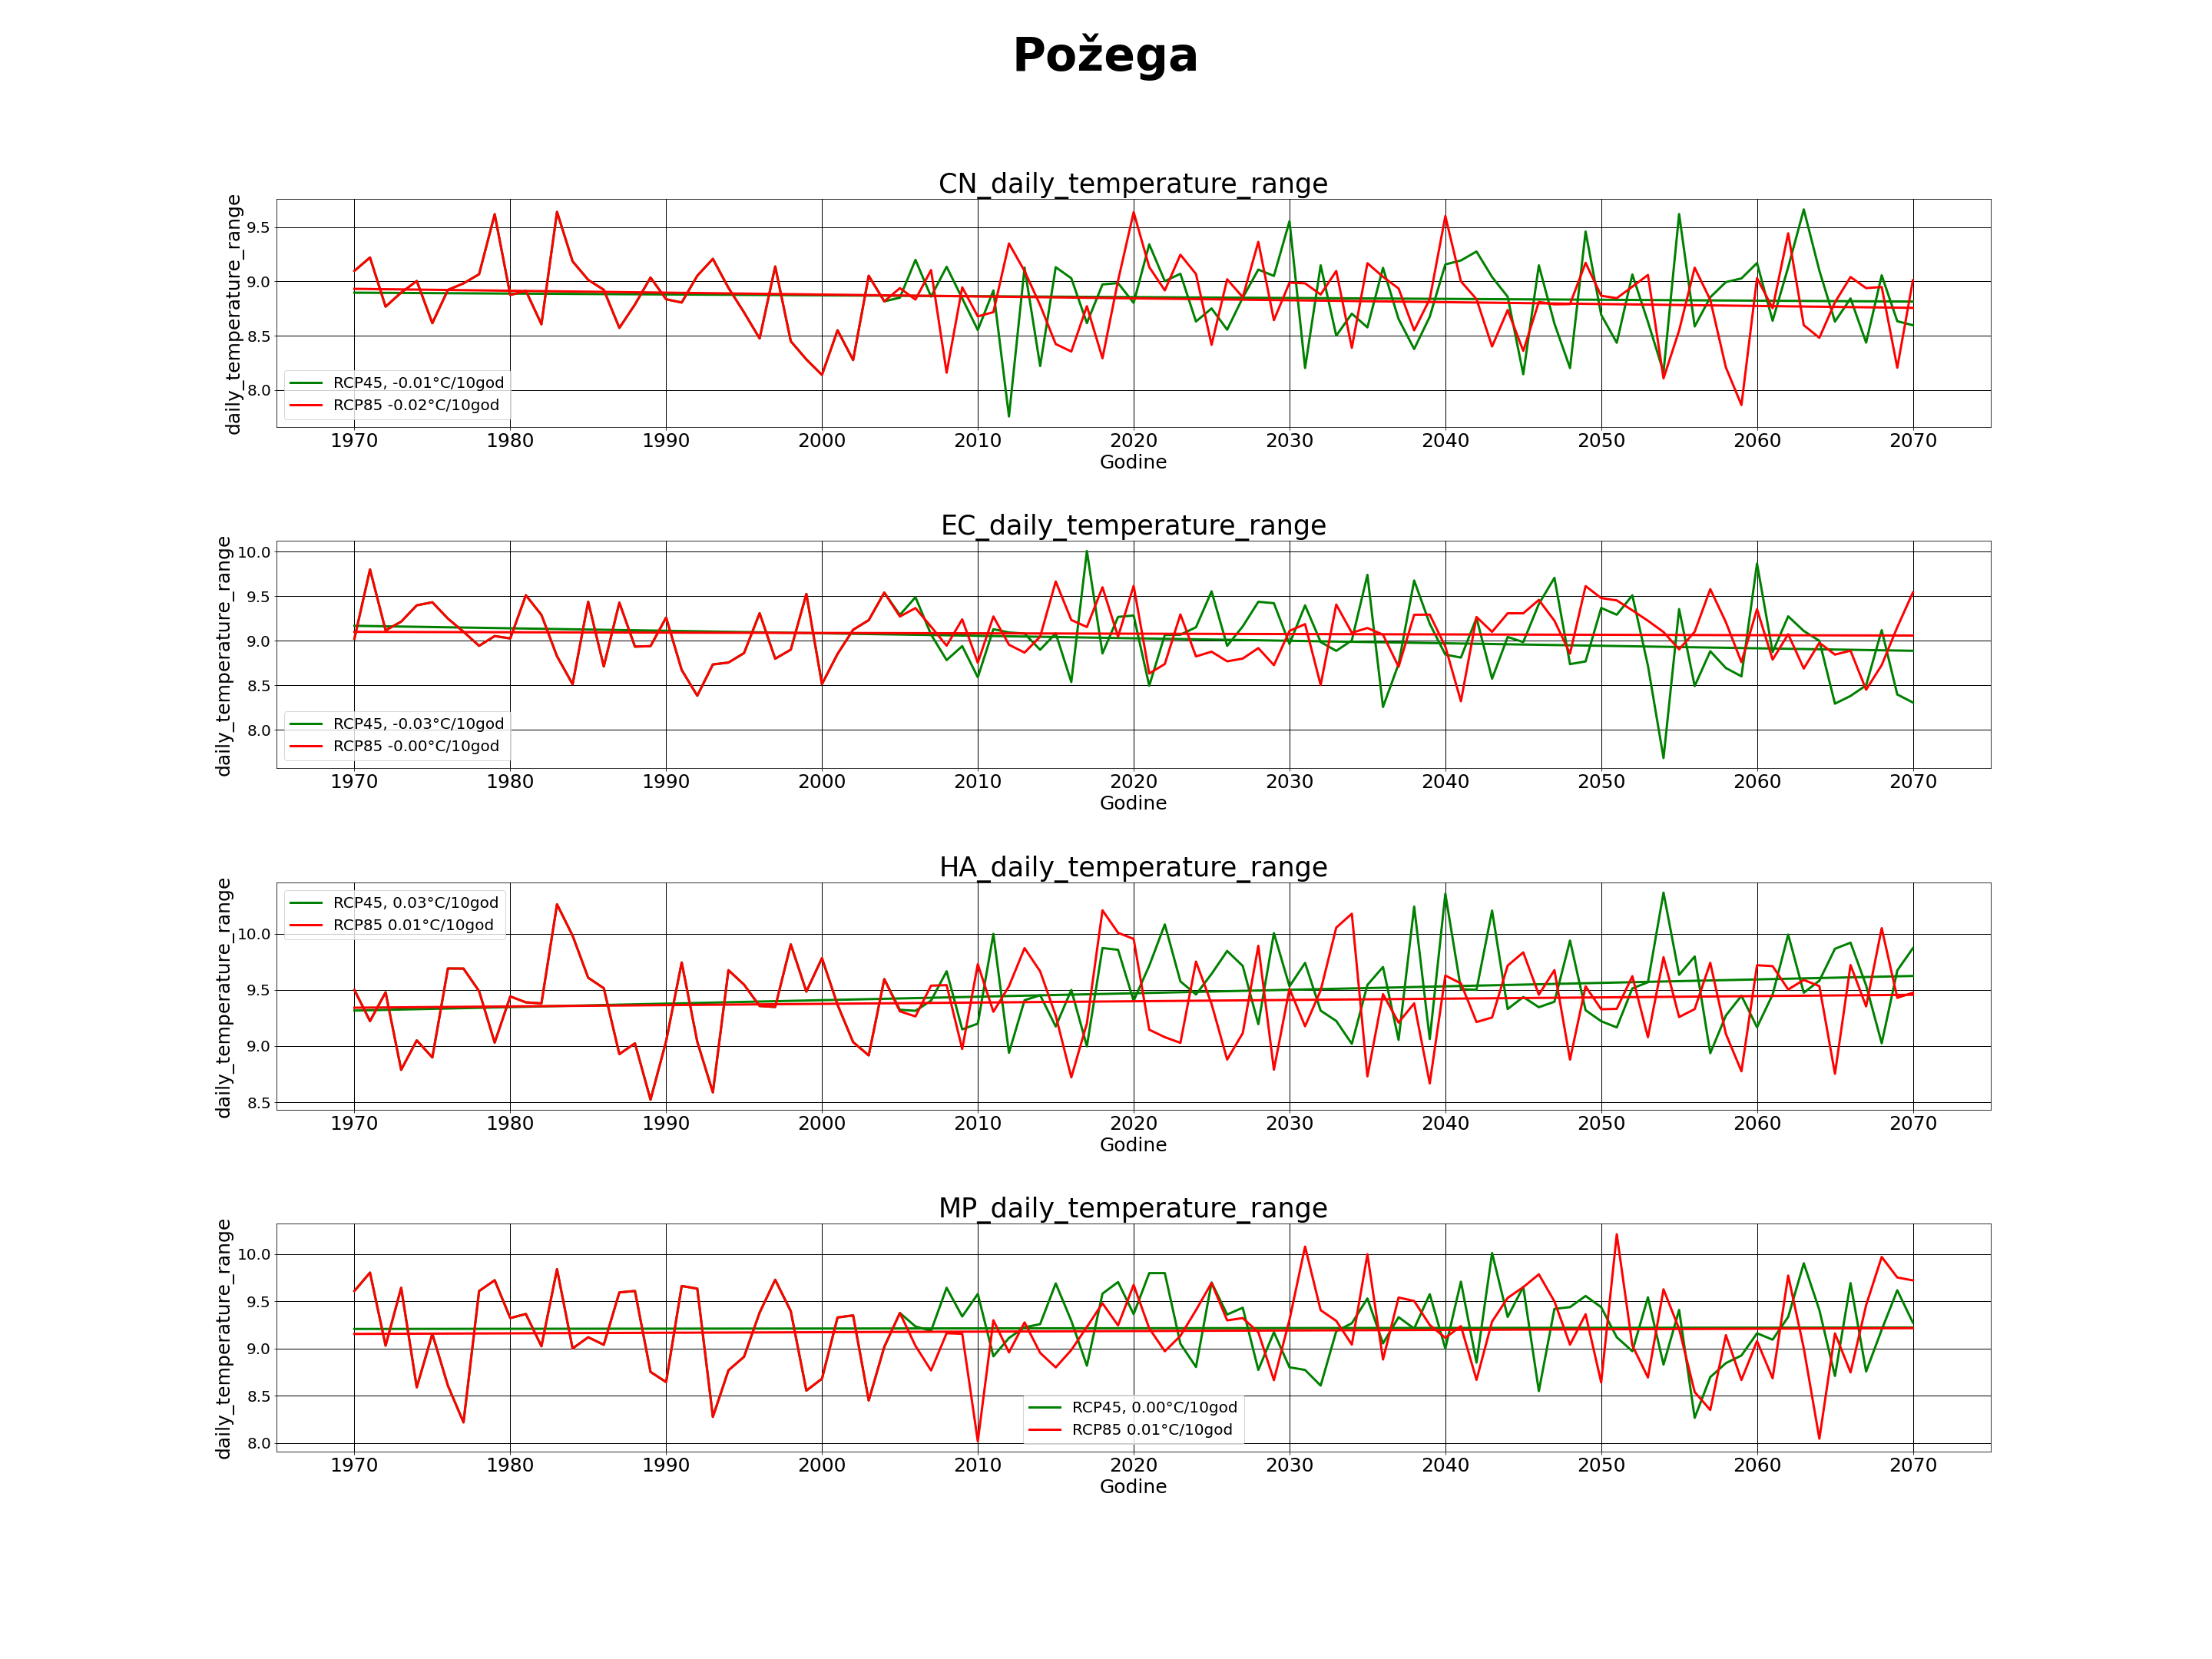 Požega
CN_daily_temperature_range
daily_temperature_range
9.5
9.0
8.5
8.0
RCP45, -0.01°C/10god
RCP85 -0.02°C/10god
1970 1980 1990 2000 2010 2020 2030 2040 2050 2060 2070
Godine
EC_daily_temperature_range
daily_temperature_range
10.0
9.5
9.0
8.5
8.0
RCP45, -0.03°C/10god
RCP85 -0.00°C/10god
1970 1980 1990 2000 2010 2020 2030 2040 2050 2060 2070
Godine
HA_daily_temperature_range
daily_temperature_range
RCP45, 0.03°C/10god
RCP85 0.01°C/10god
10.0
9.5
9.0
8.5
1970 1980 1990 2000 2010 2020 2030 2040 2050 2060 2070
Godine
MP_daily_temperature_range
daily_temperature_range
10.0
9.5
9.0
8.5
8.0
RCP45, 0.00°C/10god
RCP85 0.01°C/10god
1970 1980 1990 2000 2010 2020 2030 2040 2050 2060 2070
Godine